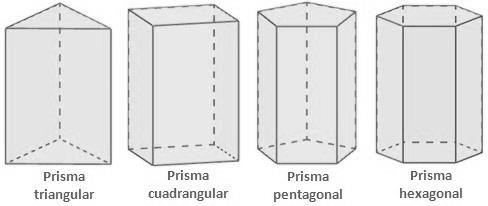 Prisma
triangular
Prisma
cuadrangular
Prisma
pentagonal
Prisma
hexagonal